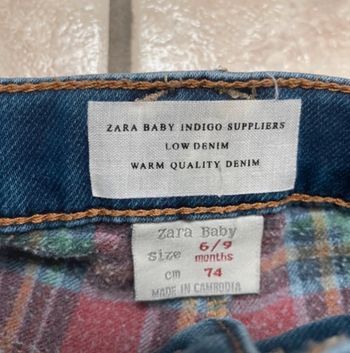 ZARA BABY INDIGO SUPPLIERS
LOW DENIM
WARM QUALITY DENIM
Zara Baby
size 6/9 months
cm 74
MADE IN CAMBODIA